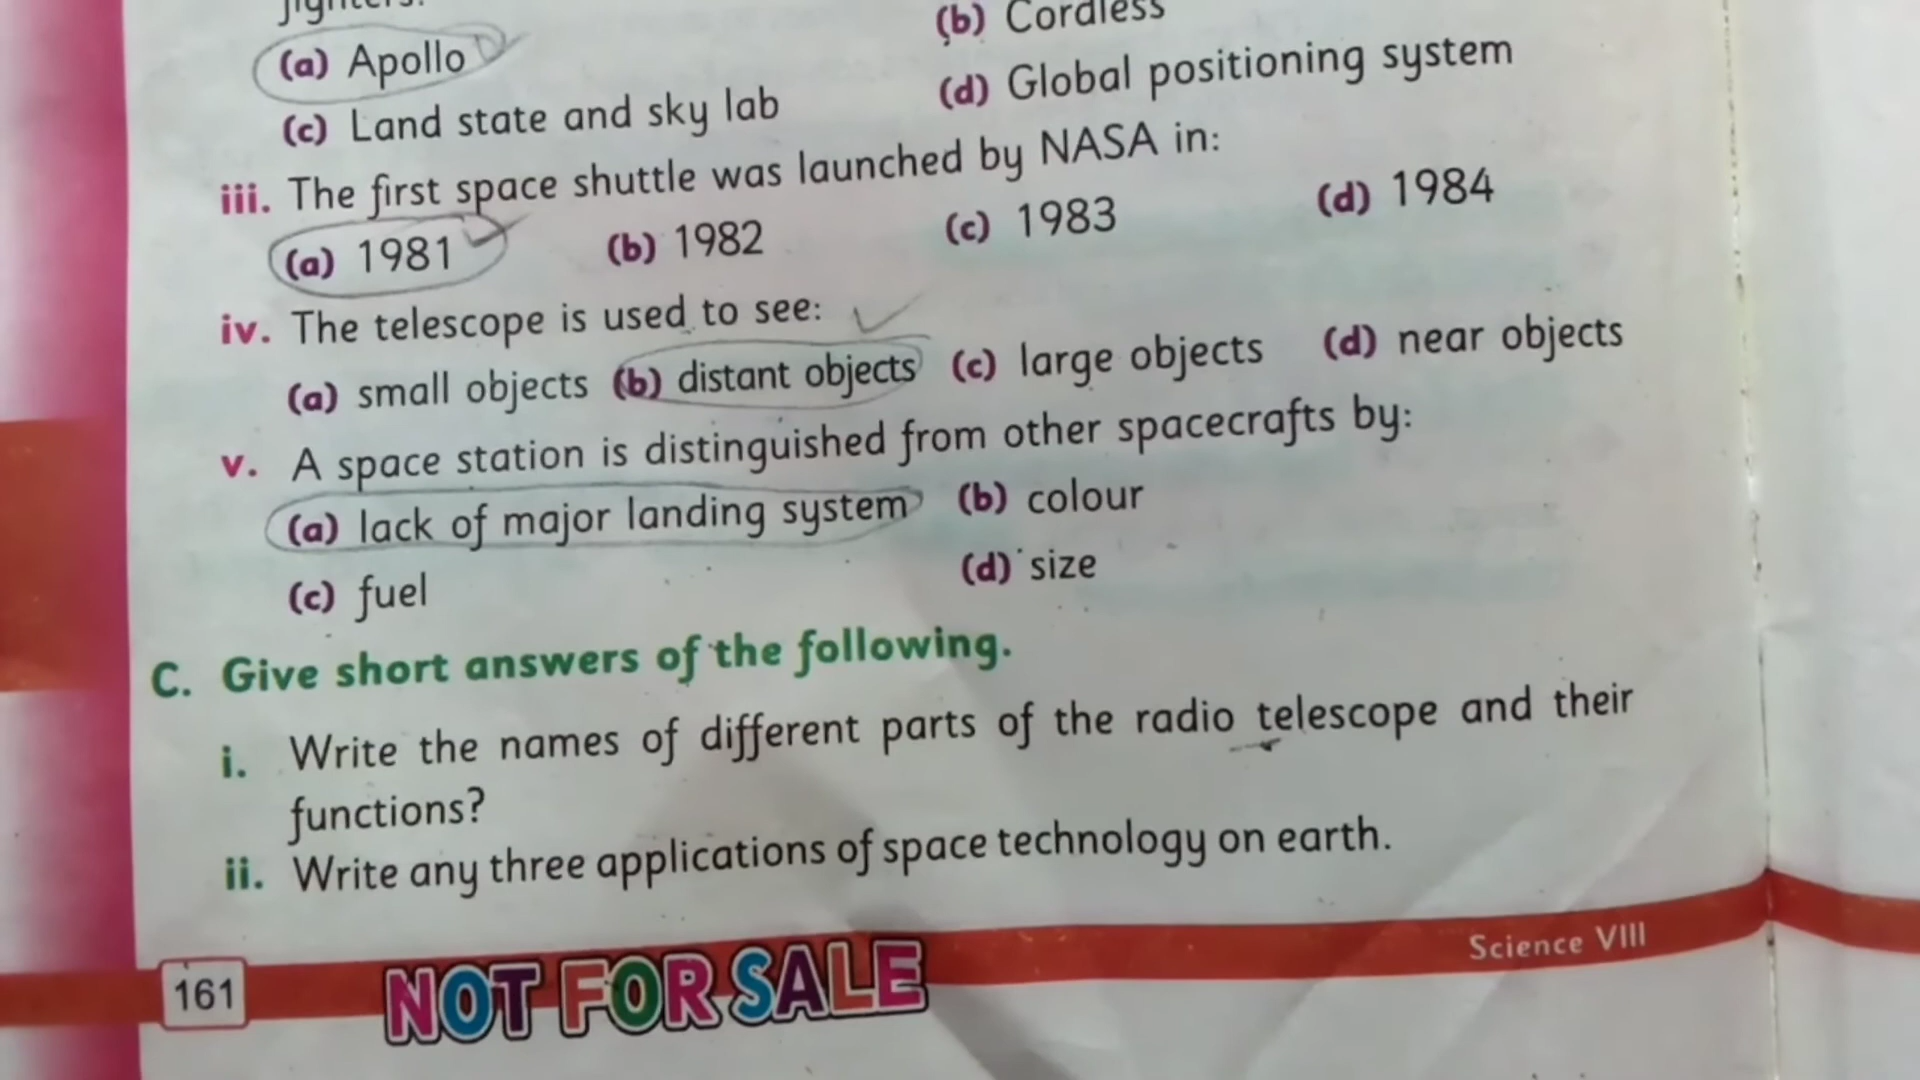 (b) Cordless
(a) Apollo
(c) Land state and sky lab (d) Global positioning system
iii. The first space shuttle was launched by NASA in:
(a) 1981 (b) 1982 (c) 1983 (d) 1984
iv. The telescope is used to see:
(a) small objects (b) distant objects (c) large objects (d) near objects
v. A space station is distinguished from other spacecrafts by:
(a) lack of major landing system (b) colour
(c) fuel (d) size
C. Give short answers of the following.
i. Write the names of different parts of the radio telescope and their
functions?
ii. Write any three applications of space technology on earth.
Science VIII
161 NOT FOR SALE